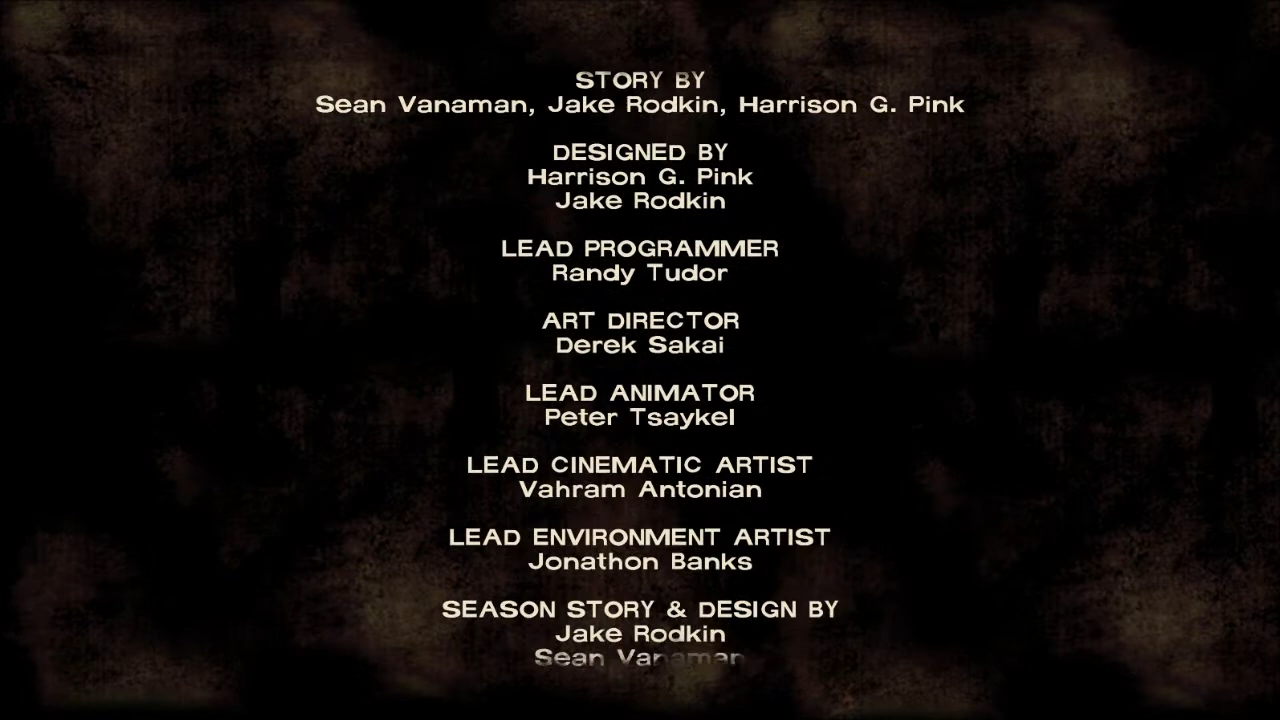 STORY BY
Sean Vanaman, Jake Rodkin, Harrison G. Pink
DESIGNED BY
Harrison G. Pink
Jake Rodkin
LEAD PROGRAMMER
Randy Tudor
ART DIRECTOR
Derek Sakai
LEAD ANIMATOR
Peter Tsaykel
LEAD CINEMATIC ARTIST
Vahram Antonian
LEAD ENVIRONMENT ARTIST
Jonathon Banks
SEASON STORY & DESIGN BY
Jake Rodkin
Sean Vanaman